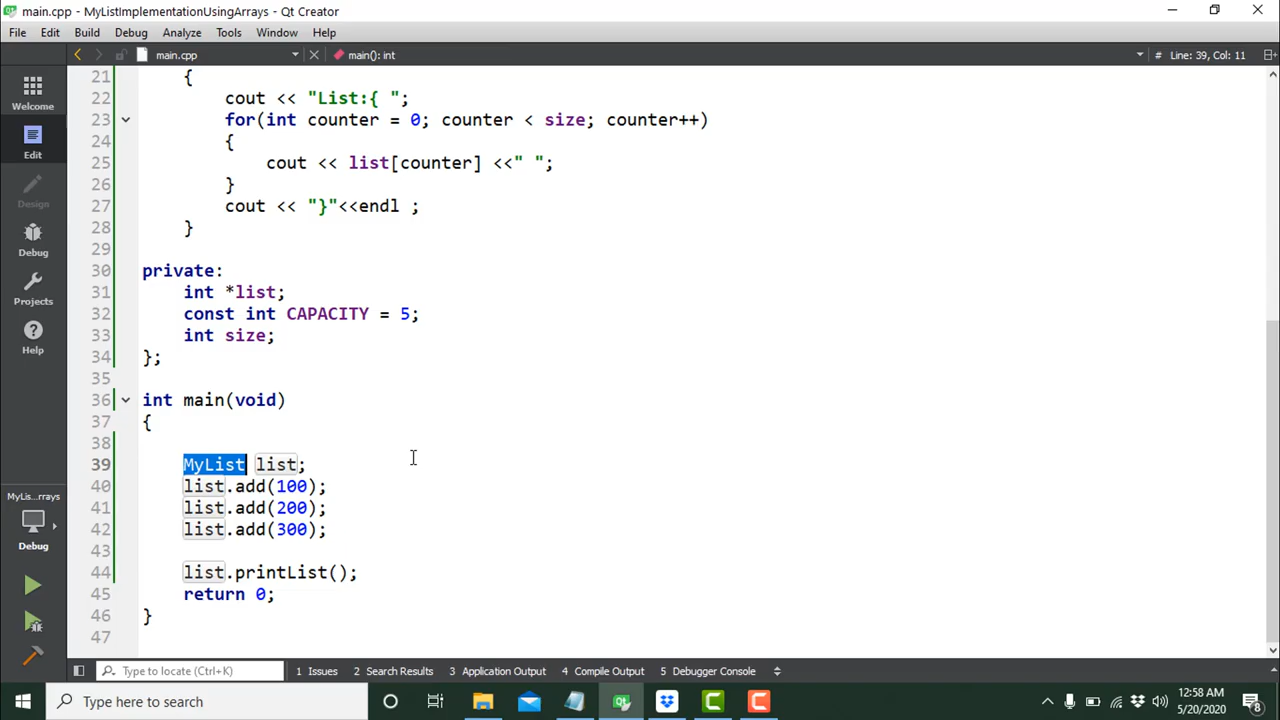 main.cpp - MyListImplementationUsingArrays - Qt Creator
File Edit Build Debug Analyze Tools Window Help
main.cpp main(): int # Line: 39, Col: 11
Welcome
Edit
Design
Debug
Projects
Help
MyLis...rrays
Debug
21 {
22 cout << "List:{ ";
23 for(int counter = 0; counter < size; counter++)
24 {
25 cout << list[counter] <<" ";
26 }
27 cout << "}"<<endl ;
28 }
29
30 private:
31 int *list;
32 const int CAPACITY = 5;
33 int size;
34 };
35
36 int main(void)
37 {
38
39 MyList list;
40 list.add(100);
41 list.add(200);
42 list.add(300);
43
44 list.printList();
45 return 0;
46 }
47
Type to locate (Ctrl+K) 1 Issues 2 Search Results 3 Application Output 4 Compile Output 5 Debugger Console
Type here to search
12:58 AM
5/20/2020
8